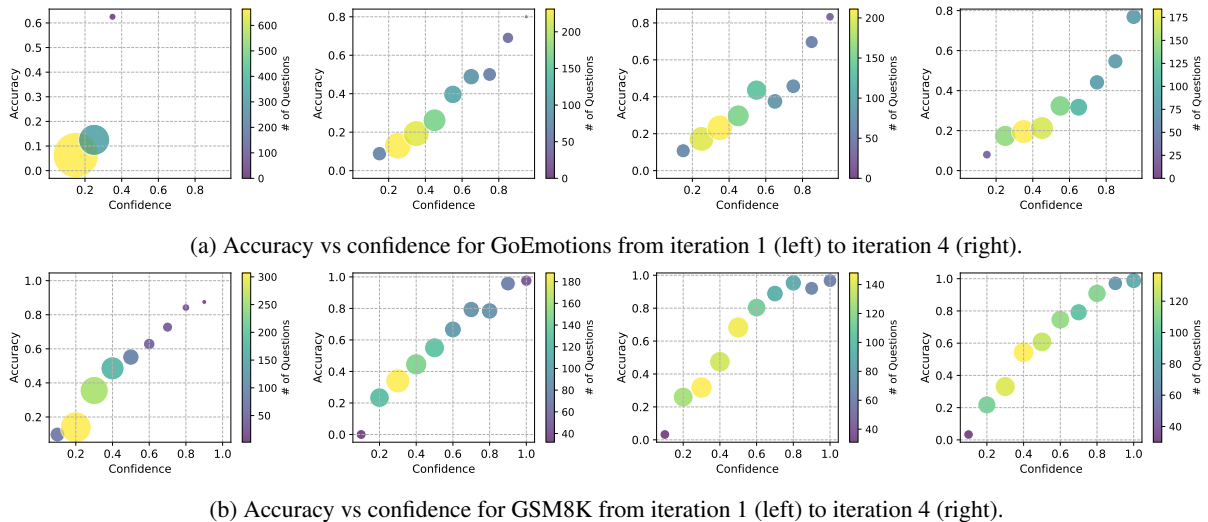 0.6
0.5
0.4
0.3
0.2
0.1
0.0
0.2 0.4 0.6 0.8
Confidence
Accuracy
600
500
400
300
200
100
0
# of Questions
0.8
0.6
0.4
0.2
0.0
0.2 0.4 0.6 0.8
Confidence
Accuracy
200
150
100
50
0
# of Questions
0.8
0.6
0.4
0.2
0.0
0.2 0.4 0.6 0.8
Confidence
Accuracy
200
150
100
50
0
# of Questions
0.8
0.6
0.4
0.2
0.0
0.2 0.4 0.6 0.8
Confidence
Accuracy
175
150
125
100
75
50
25
0
# of Questions
(a) Accuracy vs confidence for GoEmotions from iteration 1 (left) to iteration 4 (right).
1.0
0.8
0.6
0.4
0.2
0.2 0.4 0.6 0.8 1.0
Confidence
Accuracy
300
250
200
150
100
50
# of Questions
1.0
0.8
0.6
0.4
0.2
0.0
0.2 0.4 0.6 0.8 1.0
Confidence
Accuracy
180
160
140
120
100
80
60
40
# of Questions
1.0
0.8
0.6
0.4
0.2
0.0
0.2 0.4 0.6 0.8 1.0
Confidence
Accuracy
140
120
100
80
60
40
# of Questions
1.0
0.8
0.6
0.4
0.2
0.0
0.2 0.4 0.6 0.8 1.0
Confidence
Accuracy
120
100
80
60
40
# of Questions
(b) Accuracy vs confidence for GSM8K from iteration 1 (left) to iteration 4 (right).